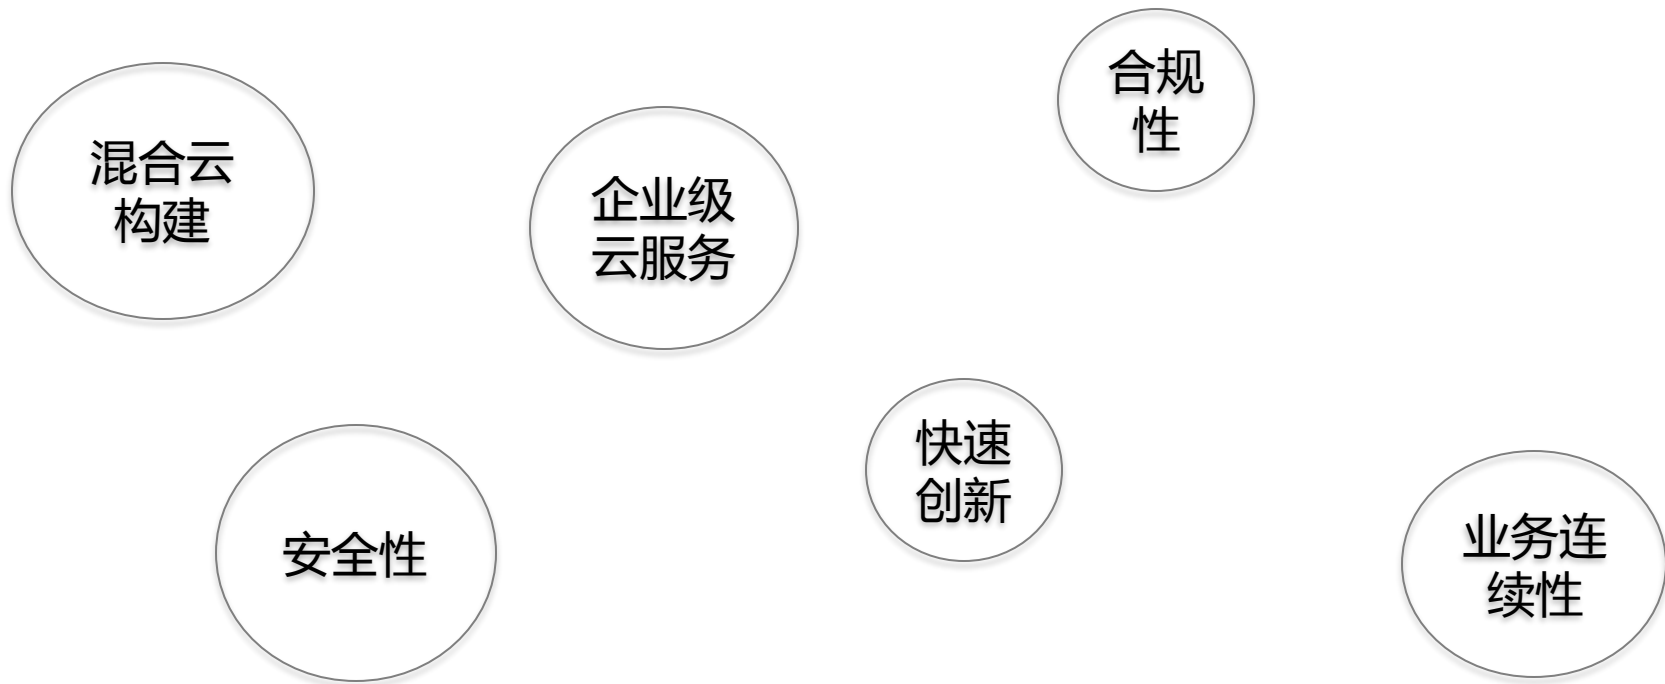 混合云
构建
企业级
云服务
合规
性
安全性
快速
创新
业务连
续性